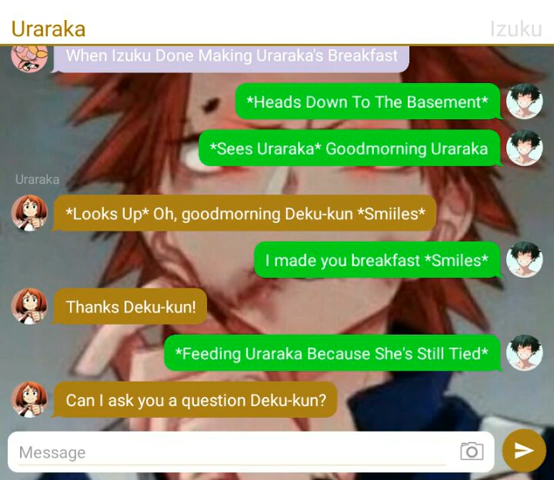 Uraraka
Izuku
When Izuku Done Making Uraraka's Breakfast
*Heads Down To The Basement*
*Sees Uraraka* Goodmorning Uraraka
Uraraka
*Looks Up* Oh, goodmorning Deku-kun *Smiiles*
I made you breakfast *Smiles*
Thanks Deku-kun!
*Feeding Uraraka Because She's Still Tied*
Can I ask you a question Deku-kun?
Message